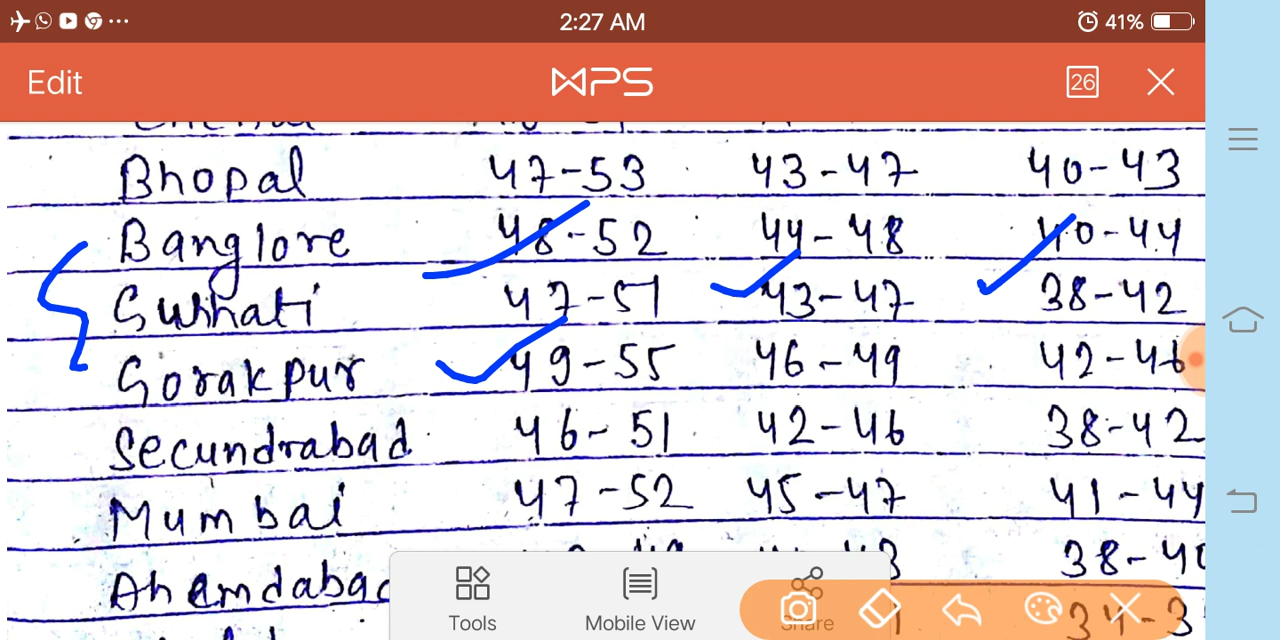 2:27 AM 41%
Edit WPS 26
Bhopal 47-53 43-47 40-43
Banglore 48-52 44-48 40-44
Guhhati 47-51 43-47 38-42
Gorakpur 49-55 46-49 42-46
Secundrabad 46-51 42-46 38-42
Mumbai 47-52 45-47 41-44
38-40
Tools Mobile View Share